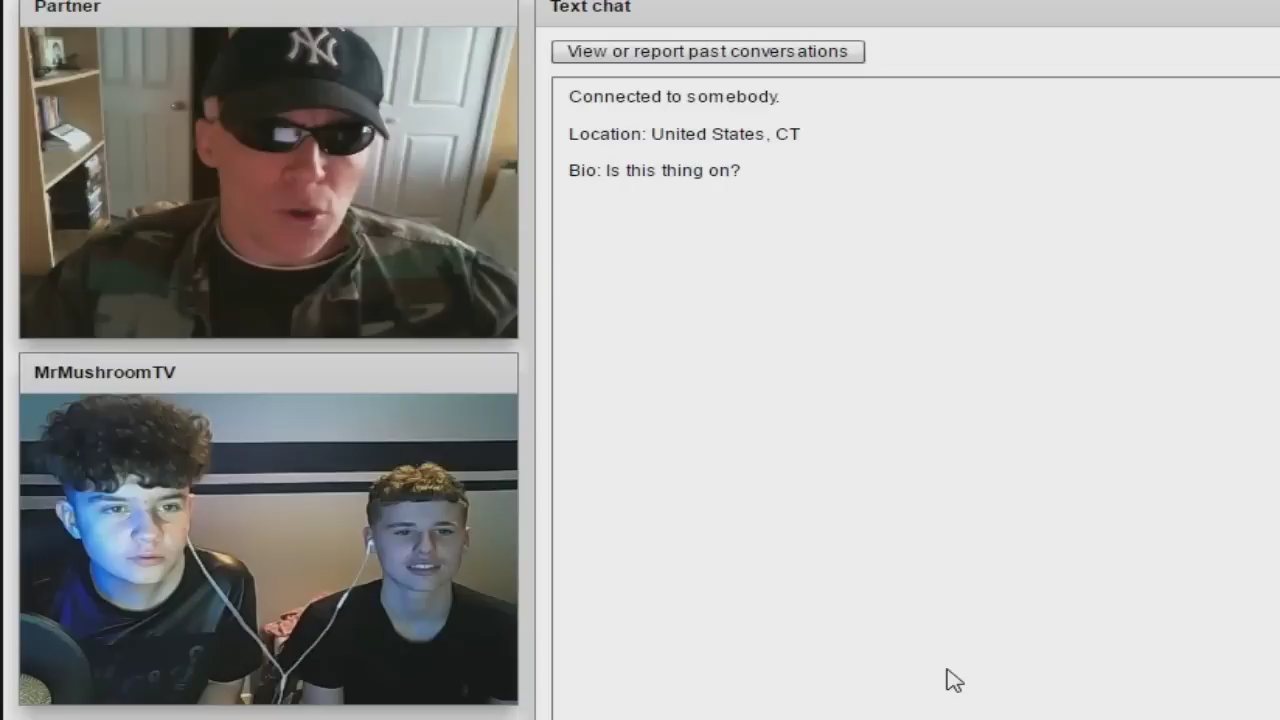 Partner
Text chat
View or report past conversations
Connected to somebody.
Location: United States, CT
Bio: Is this thing on?
NY
MrMushroomTV